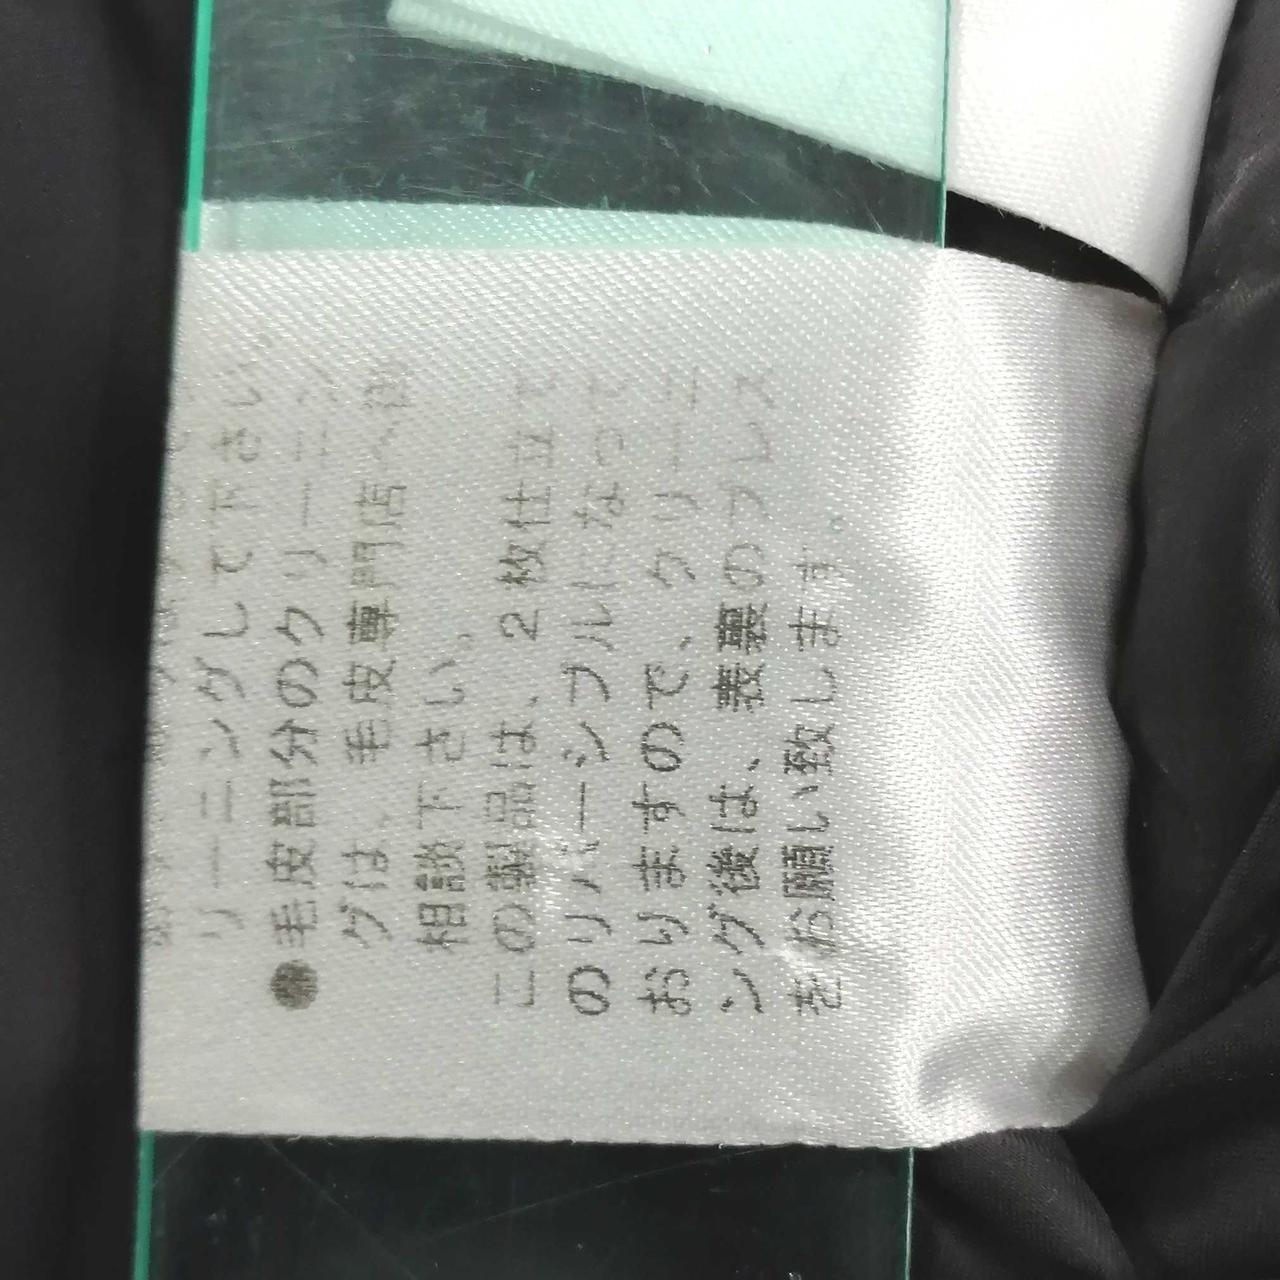 リーニングして下さい
●毛皮部分のクリーニン
グは、毛皮専門店へ御
相談下さい。
この製品は、2枚仕立て
のリバーシブルになって
おりますので、クリーニ
ング後は、表裏のプレス
をお願い致します。